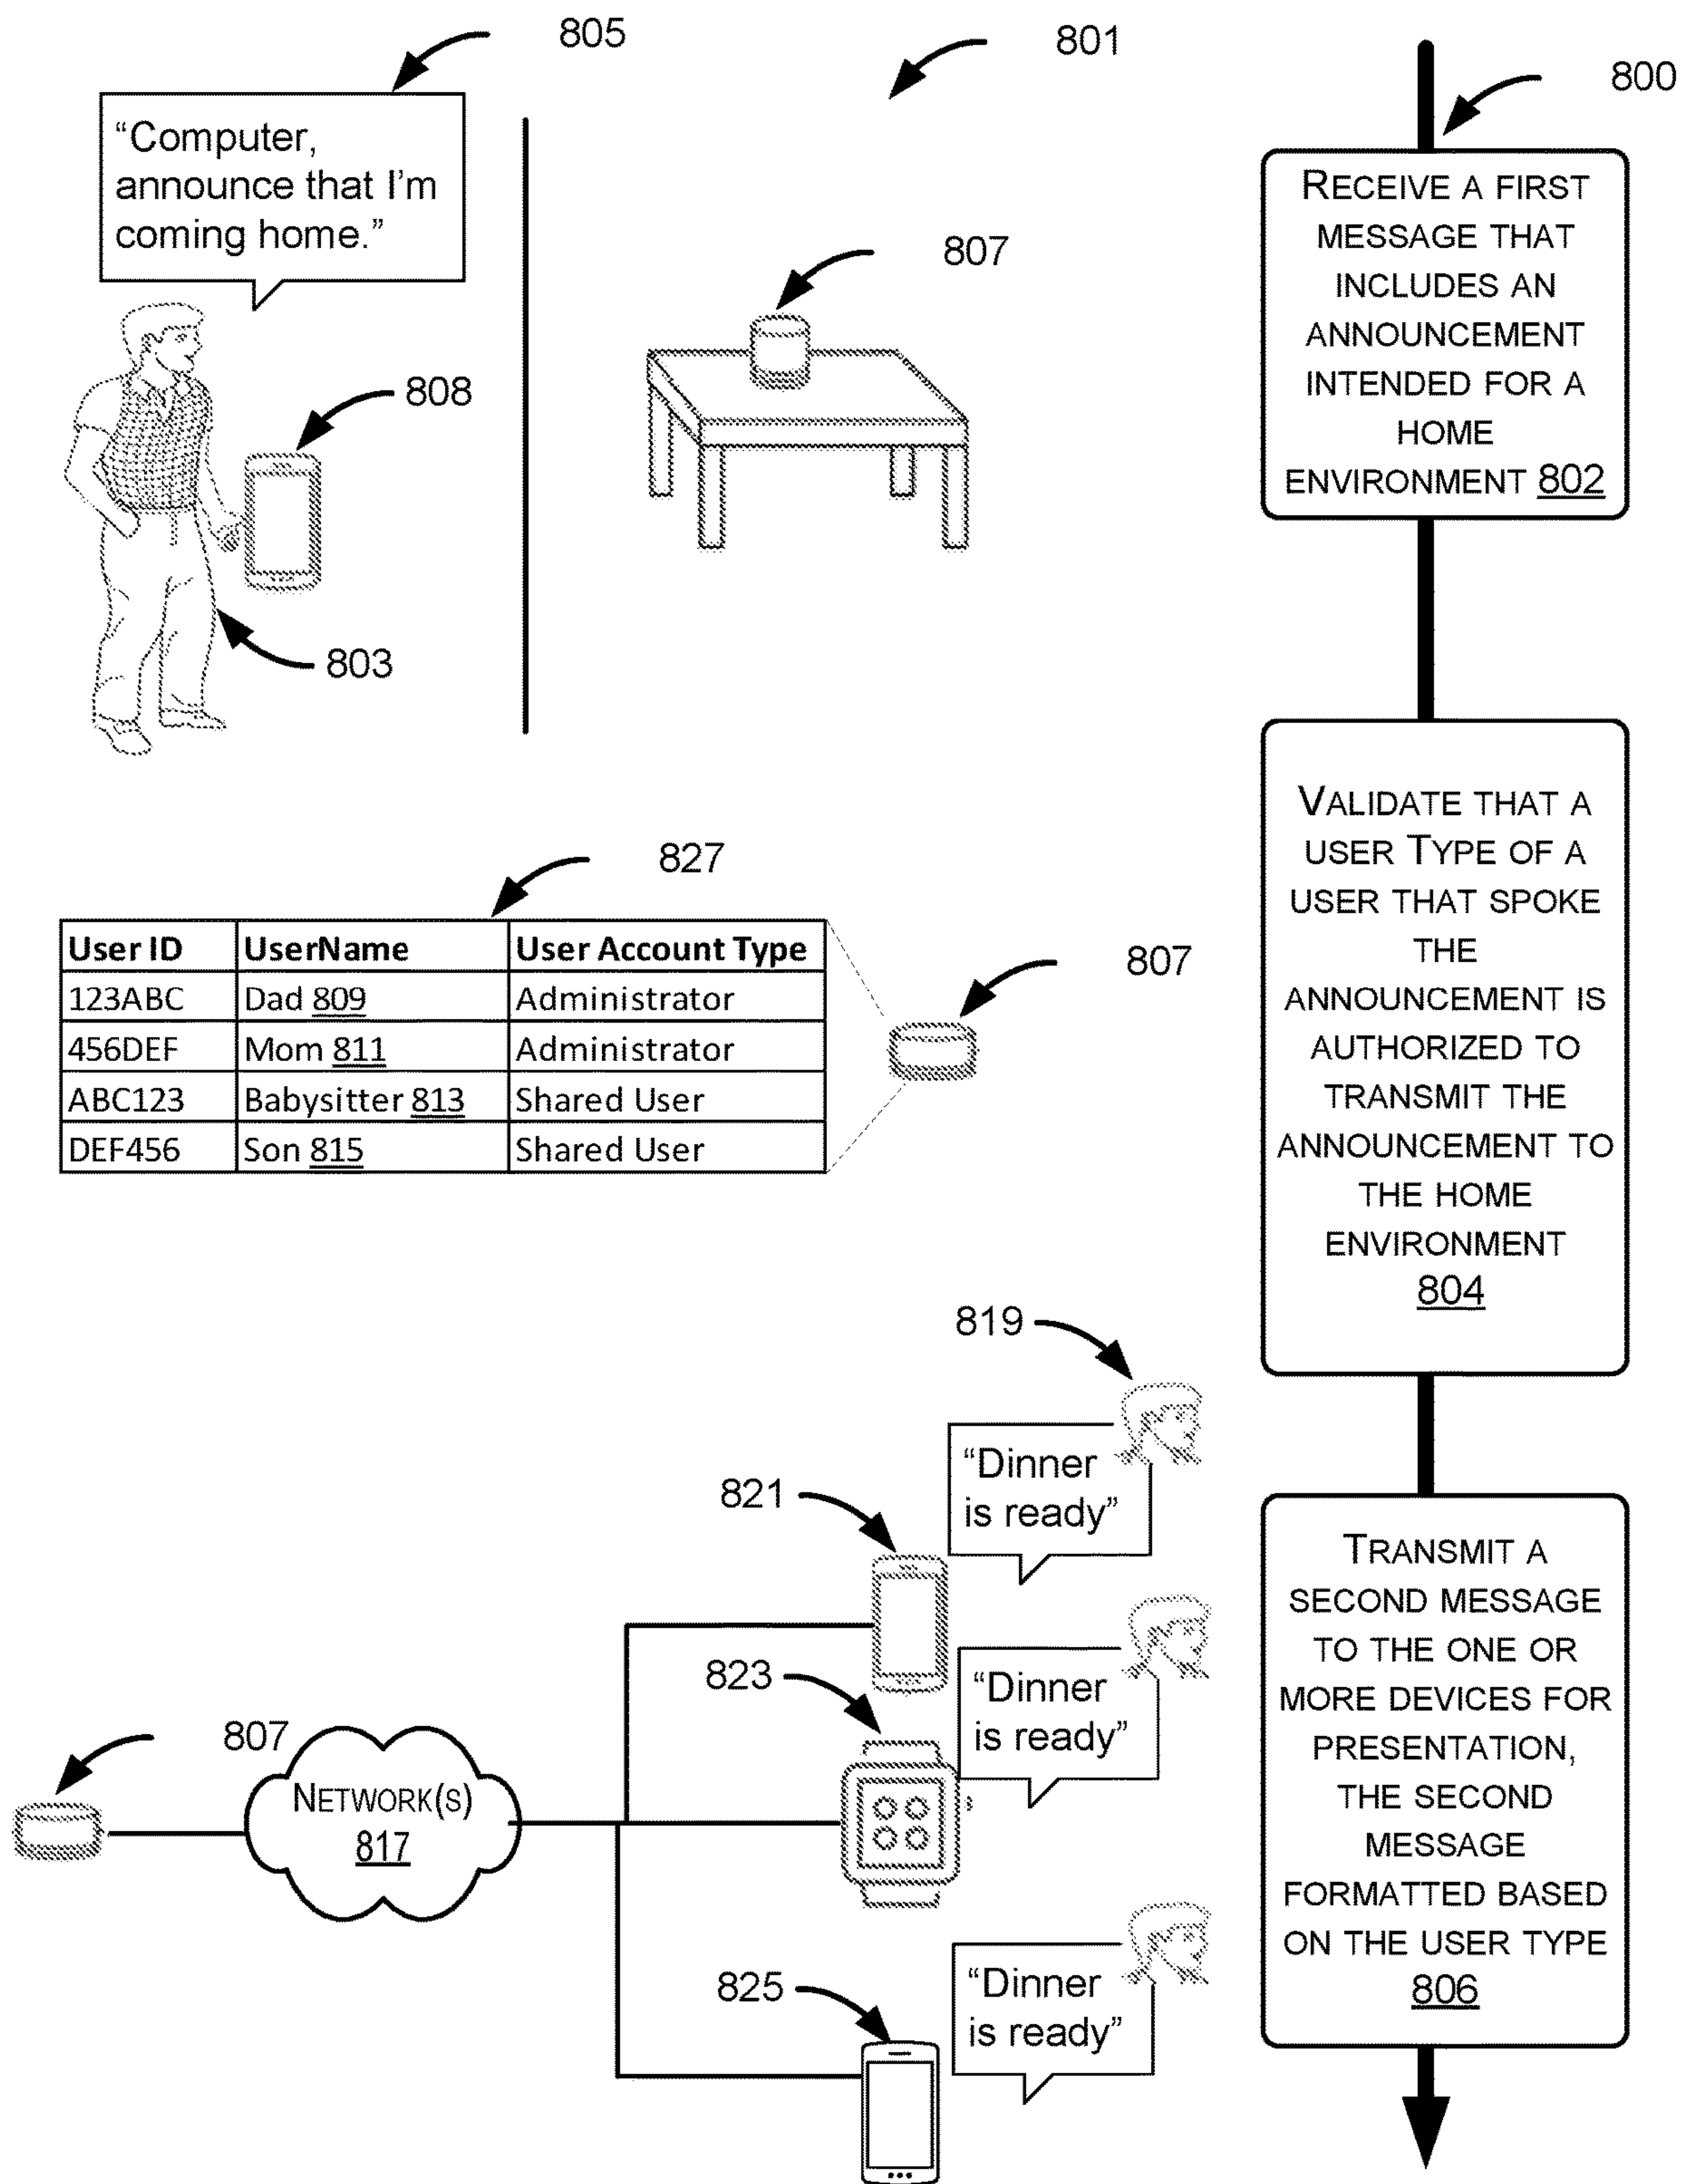 805
801
800
“Computer,
announce that I’m
coming home.”
807
808
803
RECEIVE A FIRST
MESSAGE THAT
INCLUDES AN
ANNOUNCEMENT
INTENDED FOR A
HOME
ENVIRONMENT 802
827
User ID UserName User Account Type
123ABC Dad 809 Administrator
456DEF Mom 811 Administrator
ABC123 Babysitter 813 Shared User
DEF456 Son 815 Shared User
807
VALIDATE THAT A
USER TYPE OF A
USER THAT SPOKE
THE
ANNOUNCEMENT IS
AUTHORIZED TO
TRANSMIT THE
ANNOUNCEMENT TO
THE HOME
ENVIRONMENT
804
819
“Dinner
is ready”
821
“Dinner
is ready”
823
807
NETWORK(S)
817
“Dinner
is ready”
825
TRANSMIT A
SECOND MESSAGE
TO THE ONE OR
MORE DEVICES FOR
PRESENTATION,
THE SECOND
MESSAGE
FORMATTED BASED
ON THE USER TYPE
806